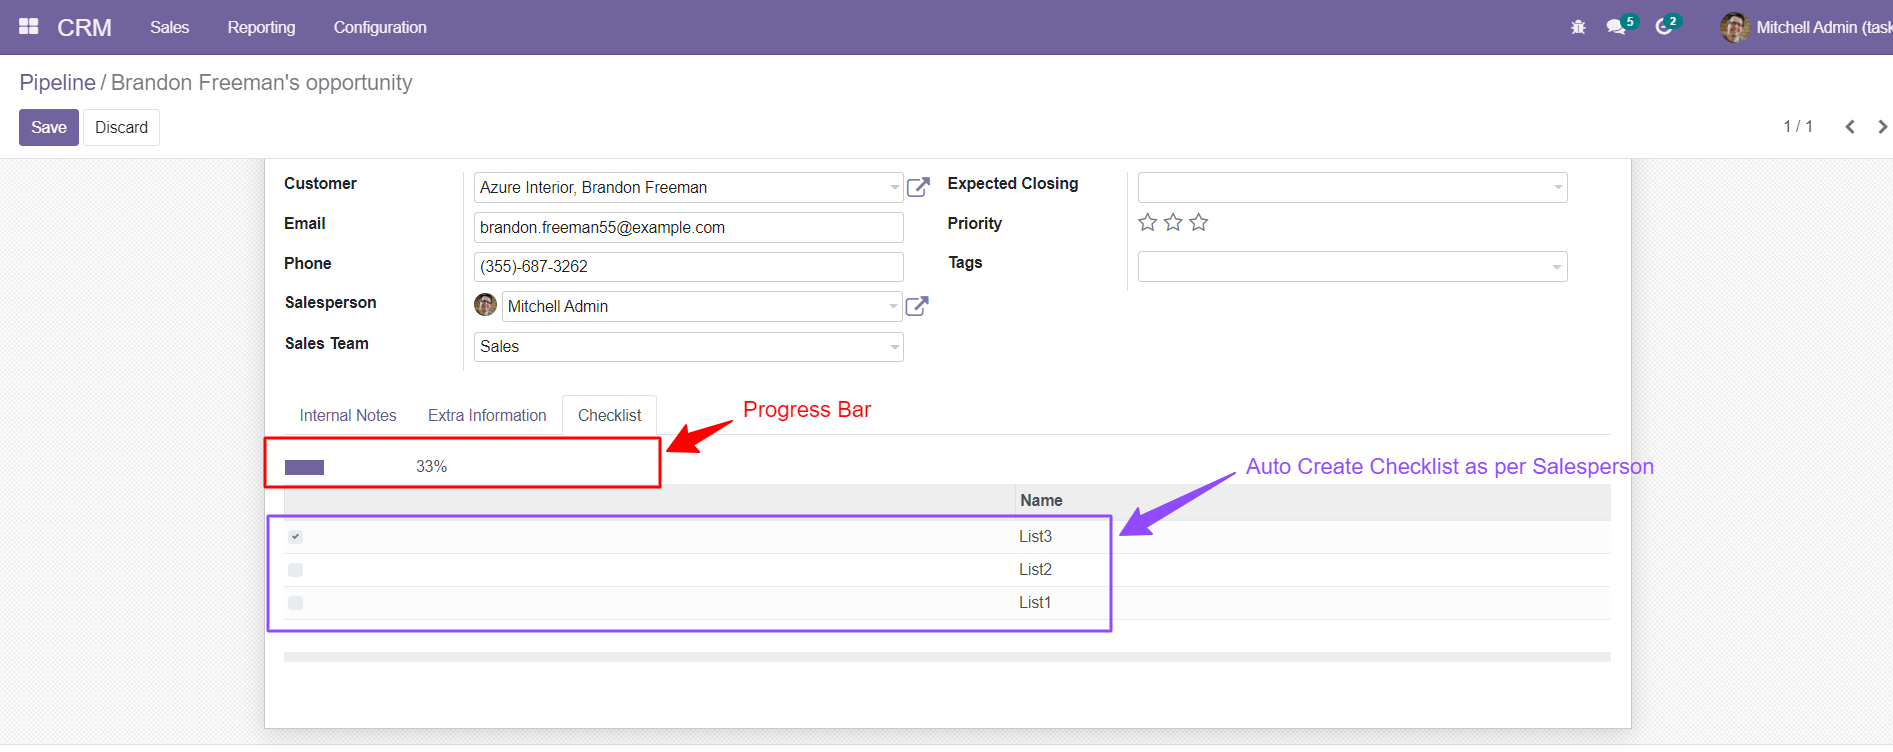 CRM Sales Reporting Configuration 5 2 Mitchell Admin (task
Pipeline / Brandon Freeman's opportunity
Save Discard 1 / 1
Customer Azure Interior, Brandon Freeman Expected Closing
Email brandon.freeman55@example.com Priority
Phone (355)-687-3262 Tags
Salesperson Mitchell Admin
Sales Team Sales
Internal Notes Extra Information Checklist Progress Bar
33% Auto Create Checklist as per Salesperson
Name
List3
List2
List1